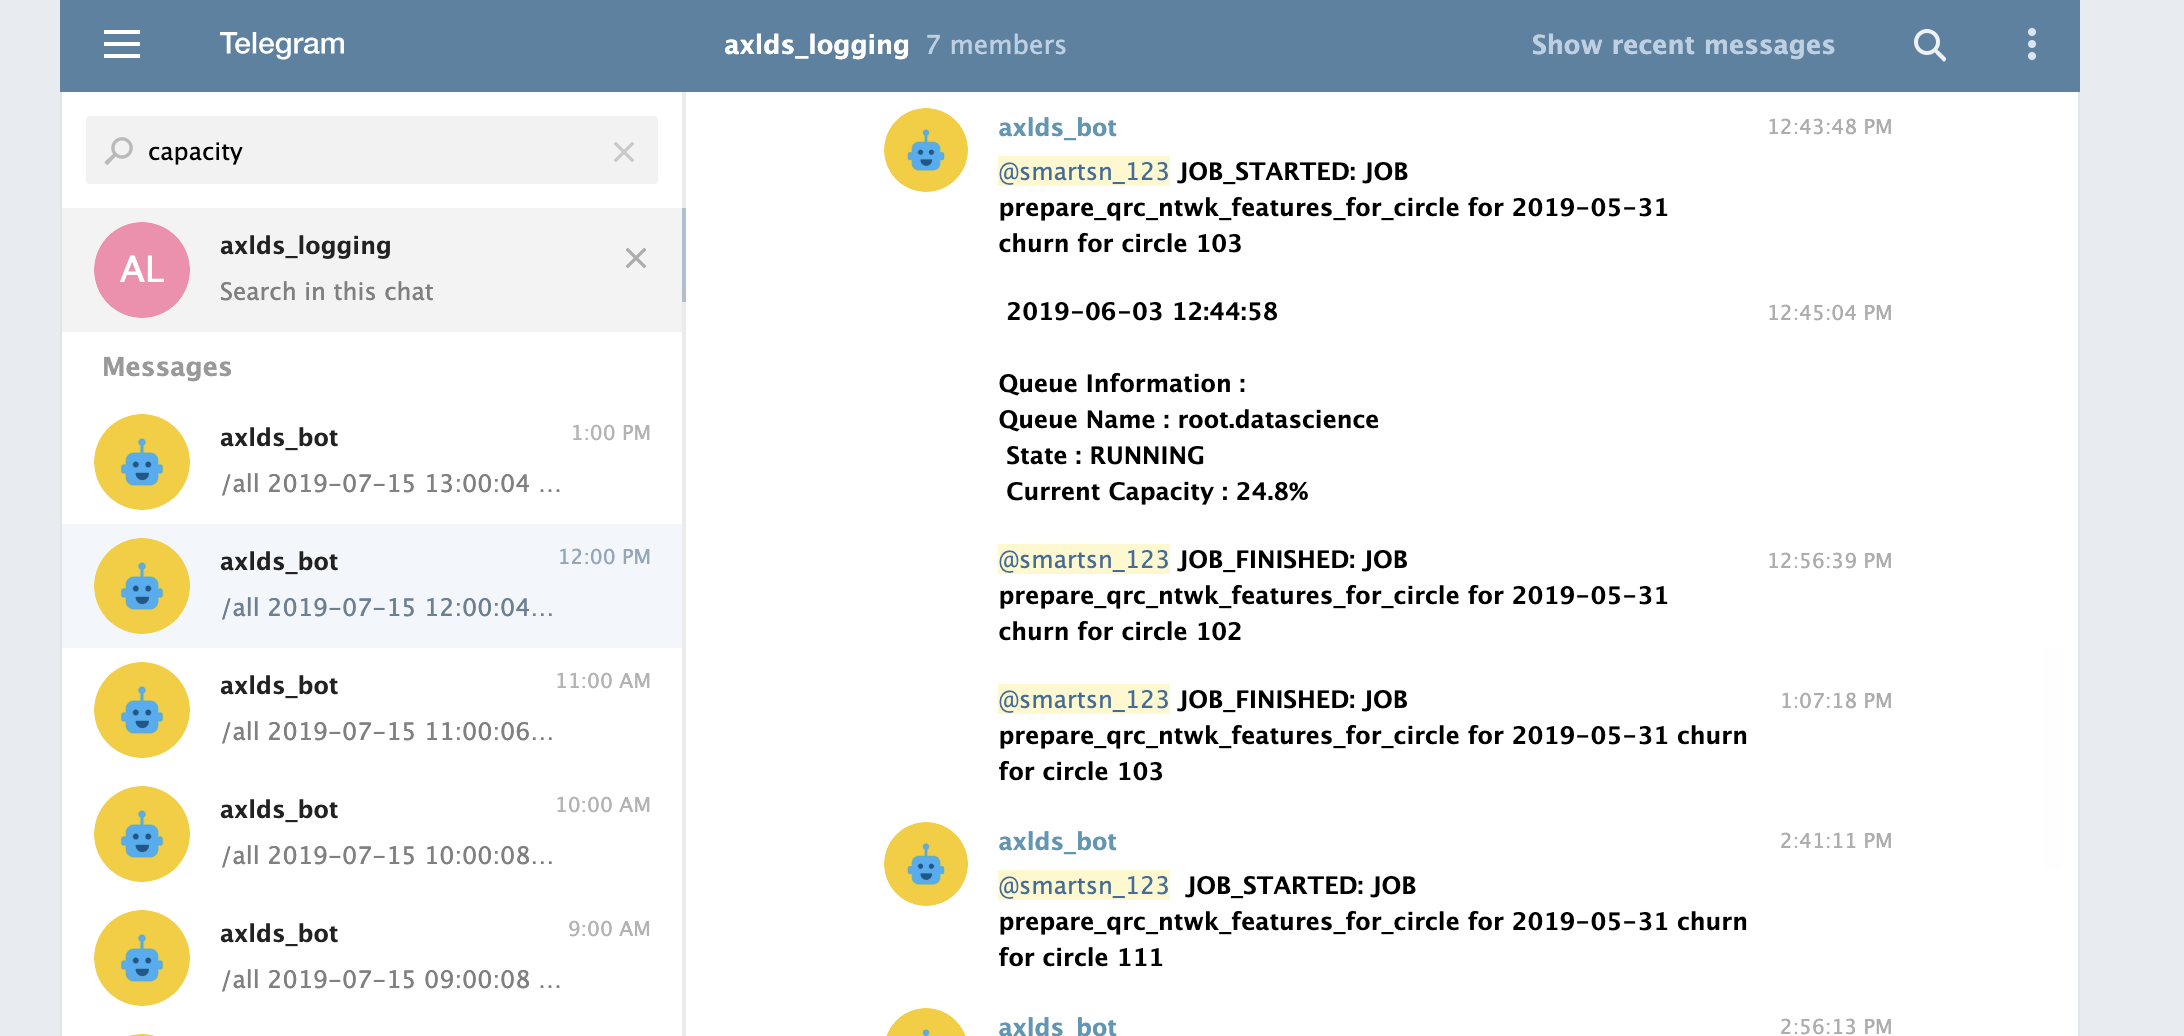 Telegram
axlds_logging 7 members
Show recent messages
capacity
AL
axlds_logging
Search in this chat
Messages
axlds_bot
1:00 PM
/all 2019-07-15 13:00:04 ...
axlds_bot
12:00 PM
/all 2019-07-15 12:00:04...
axlds_bot
11:00 AM
/all 2019-07-15 11:00:06...
axlds_bot
10:00 AM
/all 2019-07-15 10:00:08...
axlds_bot
9:00 AM
/all 2019-07-15 09:00:08 ...
axlds_bot
12:43:48 PM
@smartsn_123 JOB_STARTED: JOB
prepare_qrc_ntwk_features_for_circle for 2019-05-31
churn for circle 103
2019-06-03 12:44:58
12:45:04 PM
Queue Information :
Queue Name : root.datascience
State : RUNNING
Current Capacity : 24.8%
@smartsn_123 JOB_FINISHED: JOB
12:56:39 PM
prepare_qrc_ntwk_features_for_circle for 2019-05-31
churn for circle 102
@smartsn_123 JOB_FINISHED: JOB
1:07:18 PM
prepare_qrc_ntwk_features_for_circle for 2019-05-31 churn
for circle 103
axlds_bot
2:41:11 PM
@smartsn_123 JOB_STARTED: JOB
prepare_qrc_ntwk_features_for_circle for 2019-05-31 churn
for circle 111
axlds_bot
2:56:13 PM